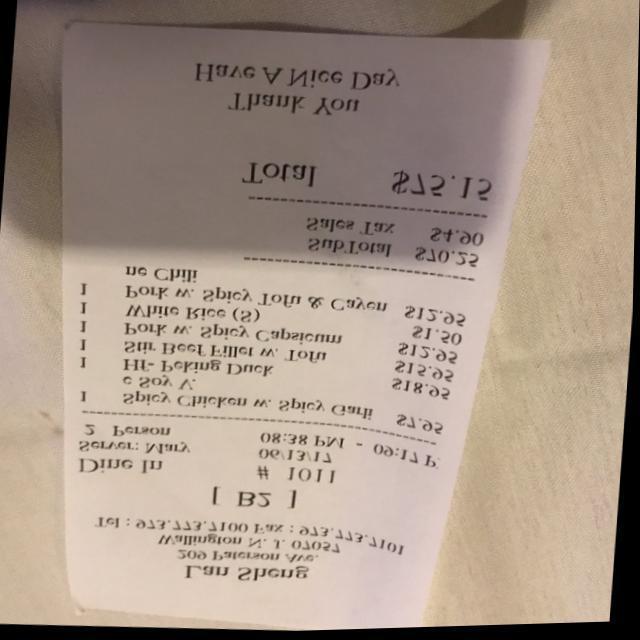 Lan Sheng
209 Paterson Ave.
Wallington N. J. 07057
Tel : 973.773.7100 Fax : 973.773.7101
[ B2 ]
Dine In # 1011
Server: Mary 06/13/17
2 Person 08:38 PM - 09:17 P
1 Spicy Chicken w. Spicy Garli $7.95
c Soy V.
1 Hf- Peking Duck $18.95
1 Stir Beef Fillet w. Tofu $15.95
1 Pork w. Spicy Capsicum $12.95
1 White Rice (S) $1.50
1 Pork w. Spicy Tofu & Cayen $12.95
ne Chili
SubTotal $70.25
Sales Tax $4.90
Total $75.15
Thank You
Have A Nice Day